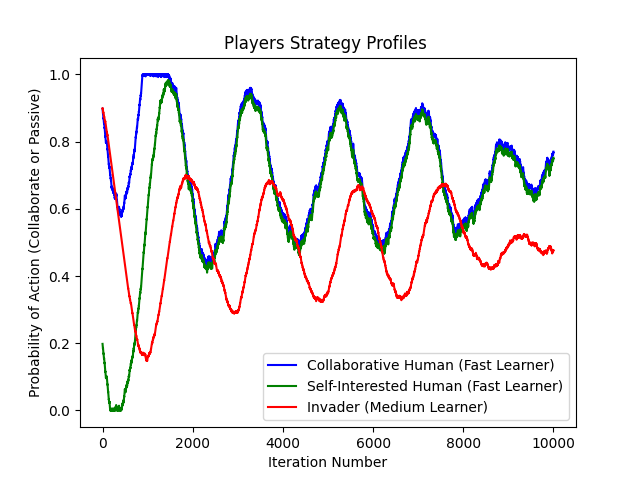 Players Strategy Profiles
Probability of Action (Collaborate or Passive)
1.0
0.8
0.6
0.4
0.2
0.0
Collaborative Human (Fast Learner)
Self-Interested Human (Fast Learner)
Invader (Medium Learner)
0 2000 4000 6000 8000 10000
Iteration Number